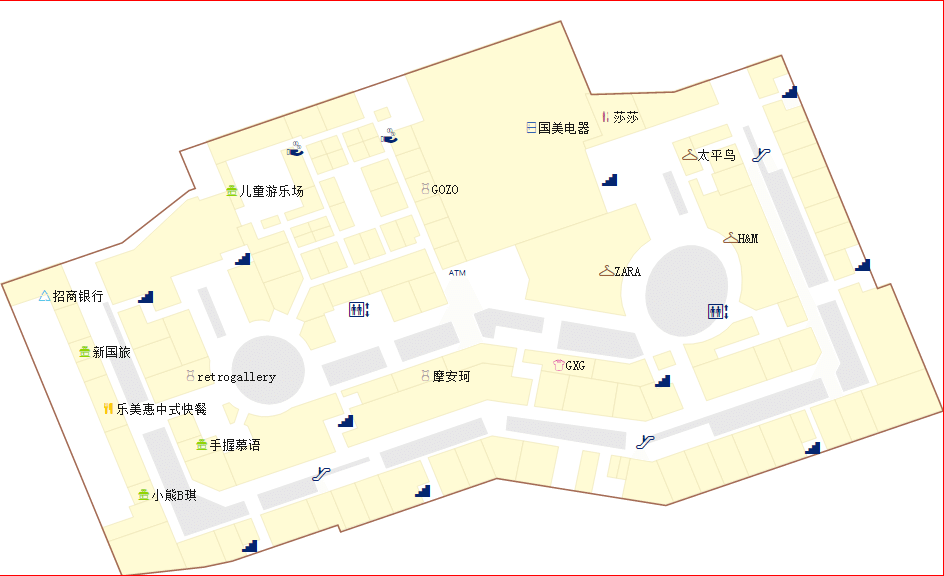 莎莎
国美电器
太平鸟
儿童游乐场
GOZO
H&M
ATM
ZARA
招商银行
新国旅
GXG
retrogallery
摩安珂
乐美惠中式快餐
手握慕语
小熊B琪